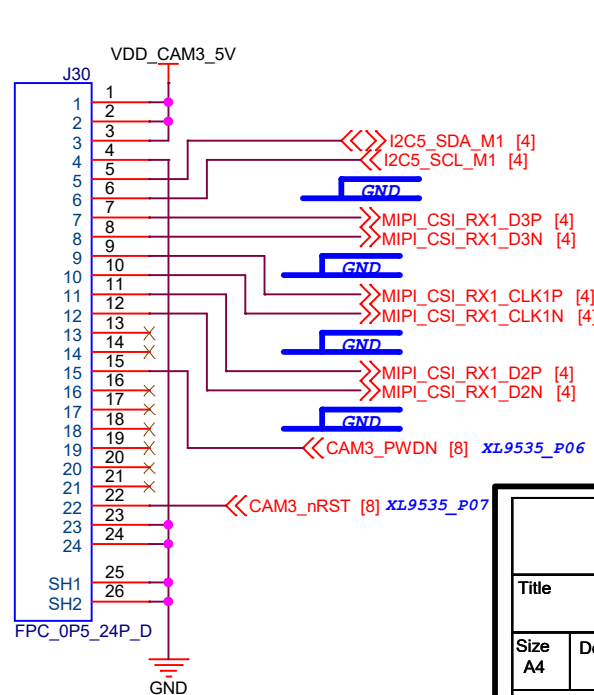 VDD_CAM3_5V
J30
1 1
2 2
3 3
4 4
5 5 I2C5_SDA_M1 [4]
6 6 I2C5_SCL_M1 [4]
GND
7 7 MIPI_CSI_RX1_D3P [4]
8 8 MIPI_CSI_RX1_D3N [4]
9 9
GND
10 10 MIPI_CSI_RX1_CLK1P [4]
11 11 MIPI_CSI_RX1_CLK1N [4]
12 12
13 13
GND
14 14
15 15 MIPI_CSI_RX1_D2P [4]
16 16 MIPI_CSI_RX1_D2N [4]
17 17
GND
18 18
19 19 CAM3_PWDN [8] XL9535_P06
20 20
21 21
22 22 CAM3_nRST [8] XL9535_P07
23 23
24 24
SH1 25
SH2 26
FPC_0P5_24P_D
GND
Title
Size
A4